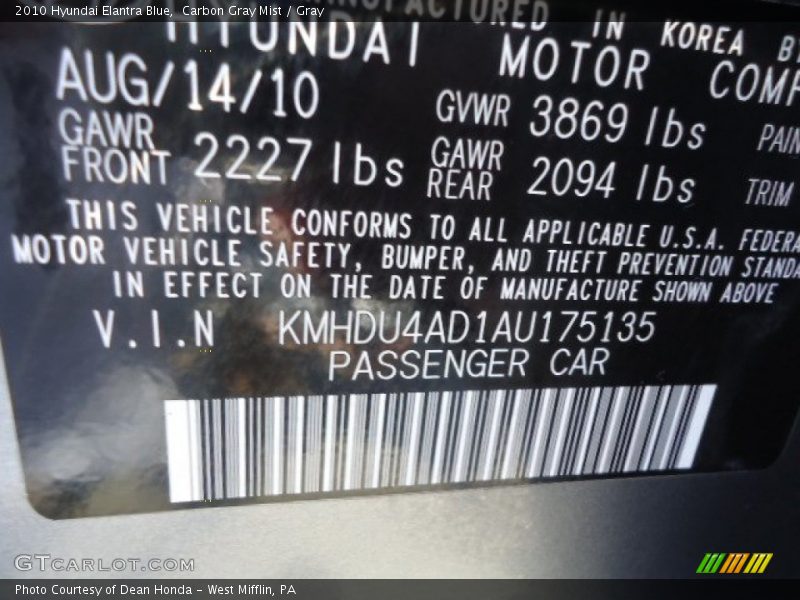 2010 Hyundai Elantra Blue, Carbon Gray Mist / Gray
MANUFACTURED IN KOREA BY
HYUNDAI MOTOR COMP
AUG/14/10 GVWR 3869 lbs PAIN
GAWR FRONT 2227 lbs GAWR REAR 2094 lbs TRIM
THIS VEHICLE CONFORMS TO ALL APPLICABLE U.S.A. FEDERA
MOTOR VEHICLE SAFETY, BUMPER, AND THEFT PREVENTION STANDA
IN EFFECT ON THE DATE OF MANUFACTURE SHOWN ABOVE
V.I.N KMHDU4AD1AU175135
PASSENGER CAR
GTCARLOT.COM
Photo Courtesy of Dean Honda - West Mifflin, PA